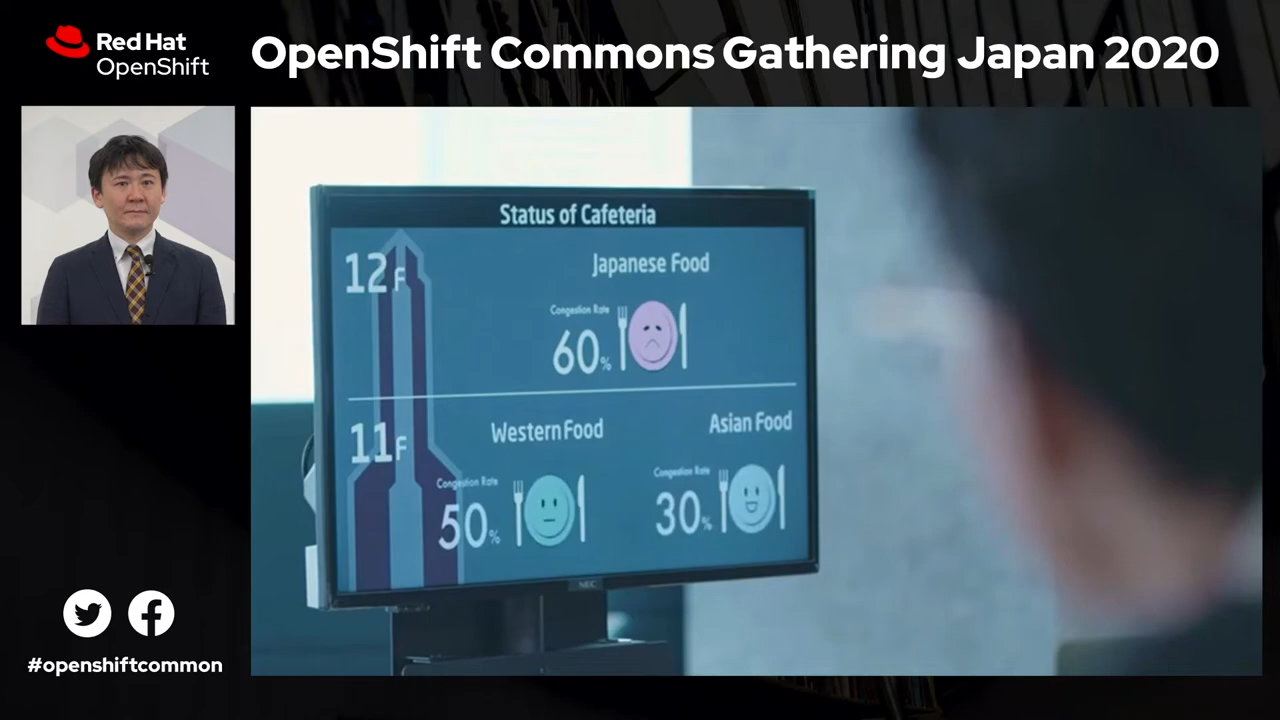 Red Hat
OpenShift
OpenShift Commons Gathering Japan 2020
Status of Cafeteria
12F
Japanese Food
Congestion Rate
60%
11F
Western Food
Congestion Rate
50%
Asian Food
Congestion Rate
30%
NEC
#openshiftcommon